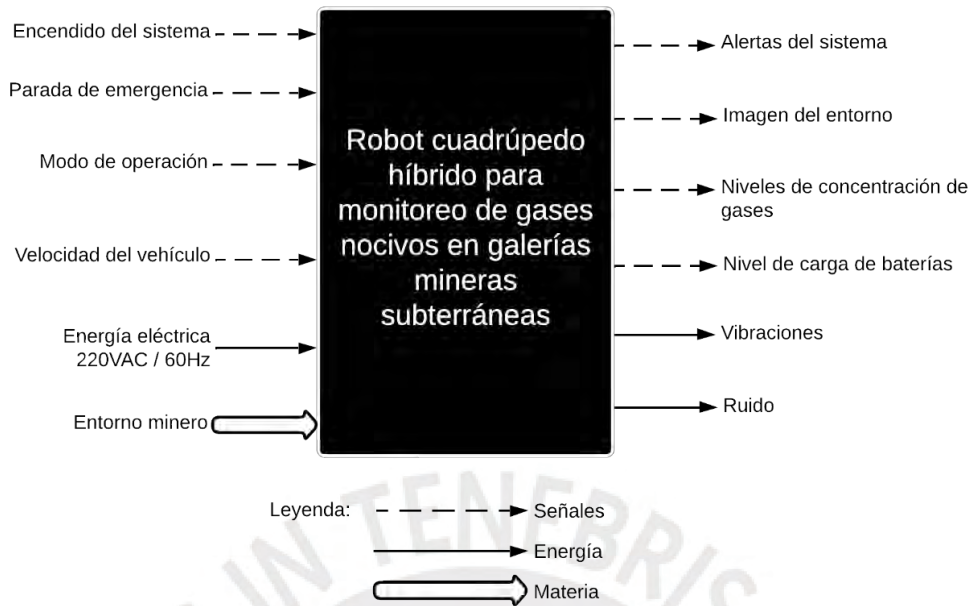 Encendido del sistema
Parada de emergencia
Modo de operación
Velocidad del vehículo
Energía eléctrica
220VAC / 60Hz
Entorno minero
Robot cuadrúpedo
híbrido para
monitoreo de gases
nocivos en galerías
mineras
subterráneas
Alertas del sistema
Imagen del entorno
Niveles de concentración de
gases
Nivel de carga de baterías
Vibraciones
Ruido
Leyenda:
Señales
Energía
Materia
IN TENEBRIS